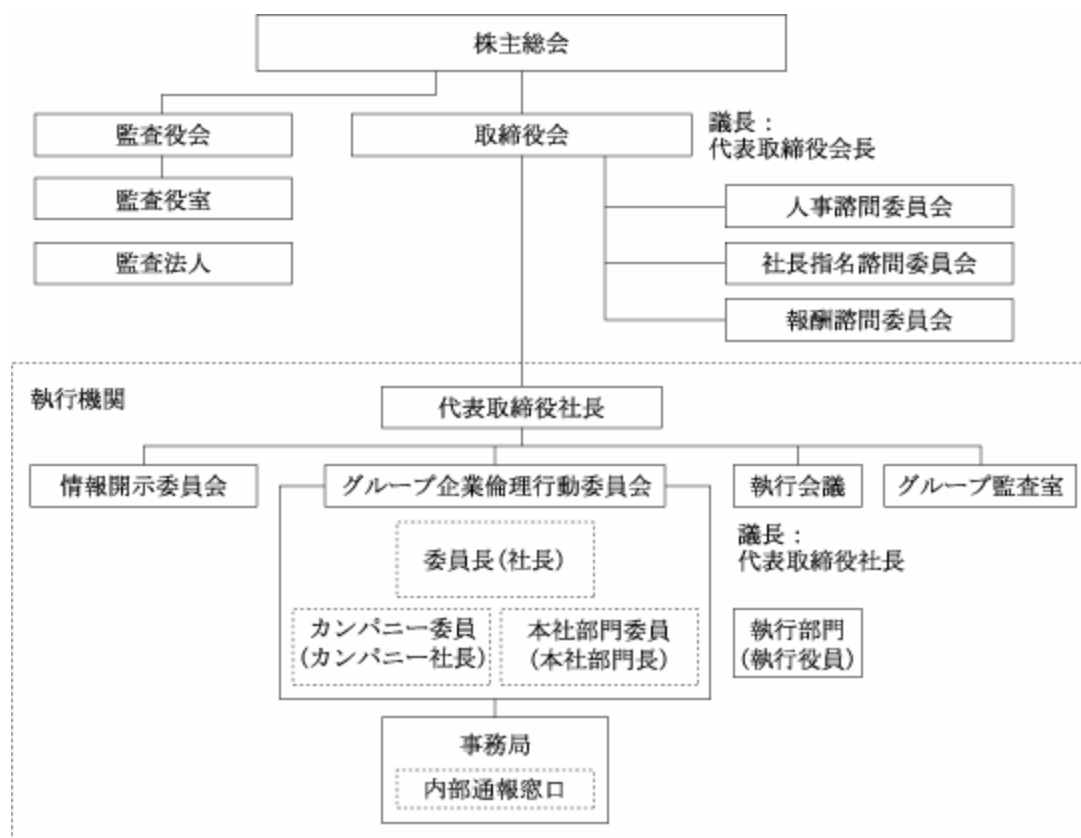 株主総会
監査役会
取締役会
議長：
代表取締役会長
監査役室
人事諮問委員会
監査法人
社長指名諮問委員会
報酬諮問委員会
執行機関
代表取締役社長
情報開示委員会
グループ企業倫理行動委員会
執行会議
グループ監査室
議長：
代表取締役社長
委員長(社長)
カンパニー委員
(カンパニー社長)
本社部門委員
(本社部門長)
執行部門
(執行役員)
事務局
内部通報窓口